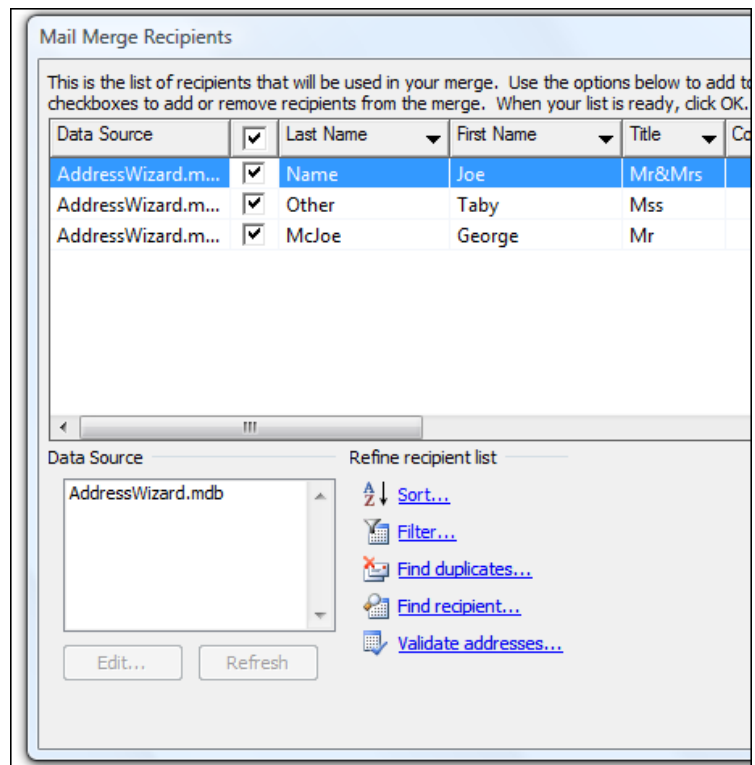 Mail Merge Recipients
This is the list of recipients that will be used in your merge. Use the options below to add to
checkboxes to add or remove recipients from the merge. When your list is ready, click OK.
Data Source Last Name First Name Title Co
AddressWizard.m... Name Joe Mr&Mrs
AddressWizard.m... Other Taby Mss
AddressWizard.m... McJoe George Mr
Data Source Refine recipient list
AddressWizard.mdb
Sort...
Filter...
Find duplicates...
Find recipient...
Validate addresses...
Edit... Refresh